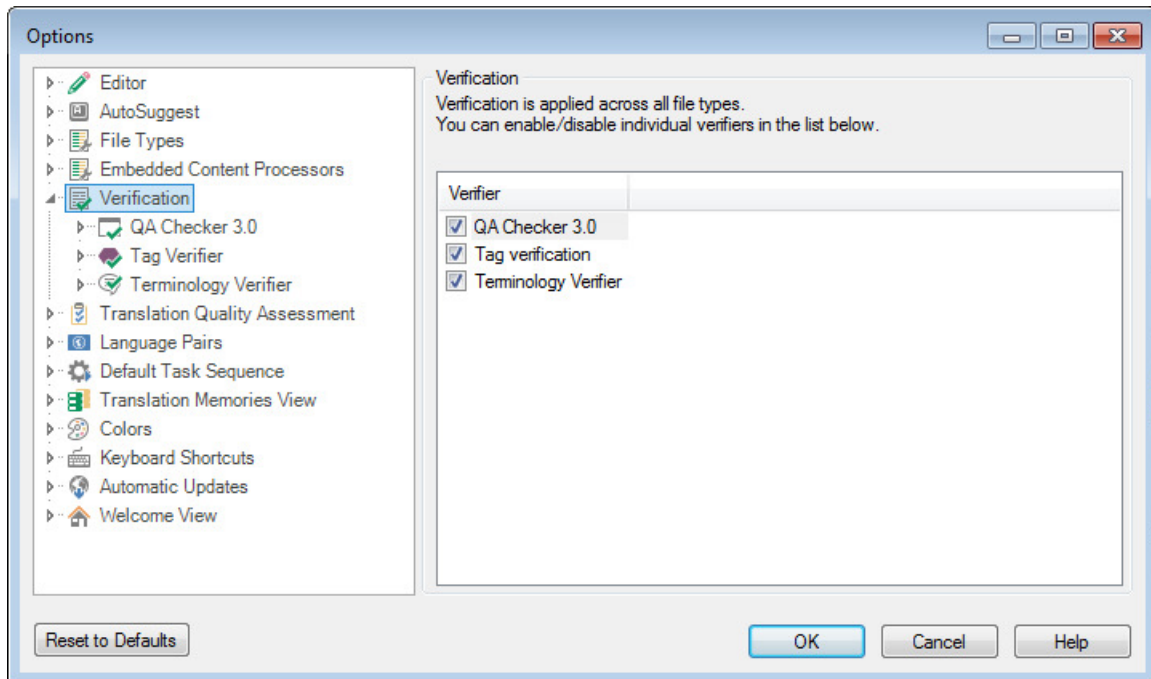 Options
Editor
AutoSuggest
File Types
Embedded Content Processors
Verification
QA Checker 3.0
Tag Verifier
Terminology Verifier
Translation Quality Assessment
Language Pairs
Default Task Sequence
Translation Memories View
Colors
Keyboard Shortcuts
Automatic Updates
Welcome View
Verification
Verification is applied across all file types.
You can enable/disable individual verifiers in the list below.
Verifier
QA Checker 3.0
Tag verification
Terminology Verifier
Reset to Defaults
OK
Cancel
Help